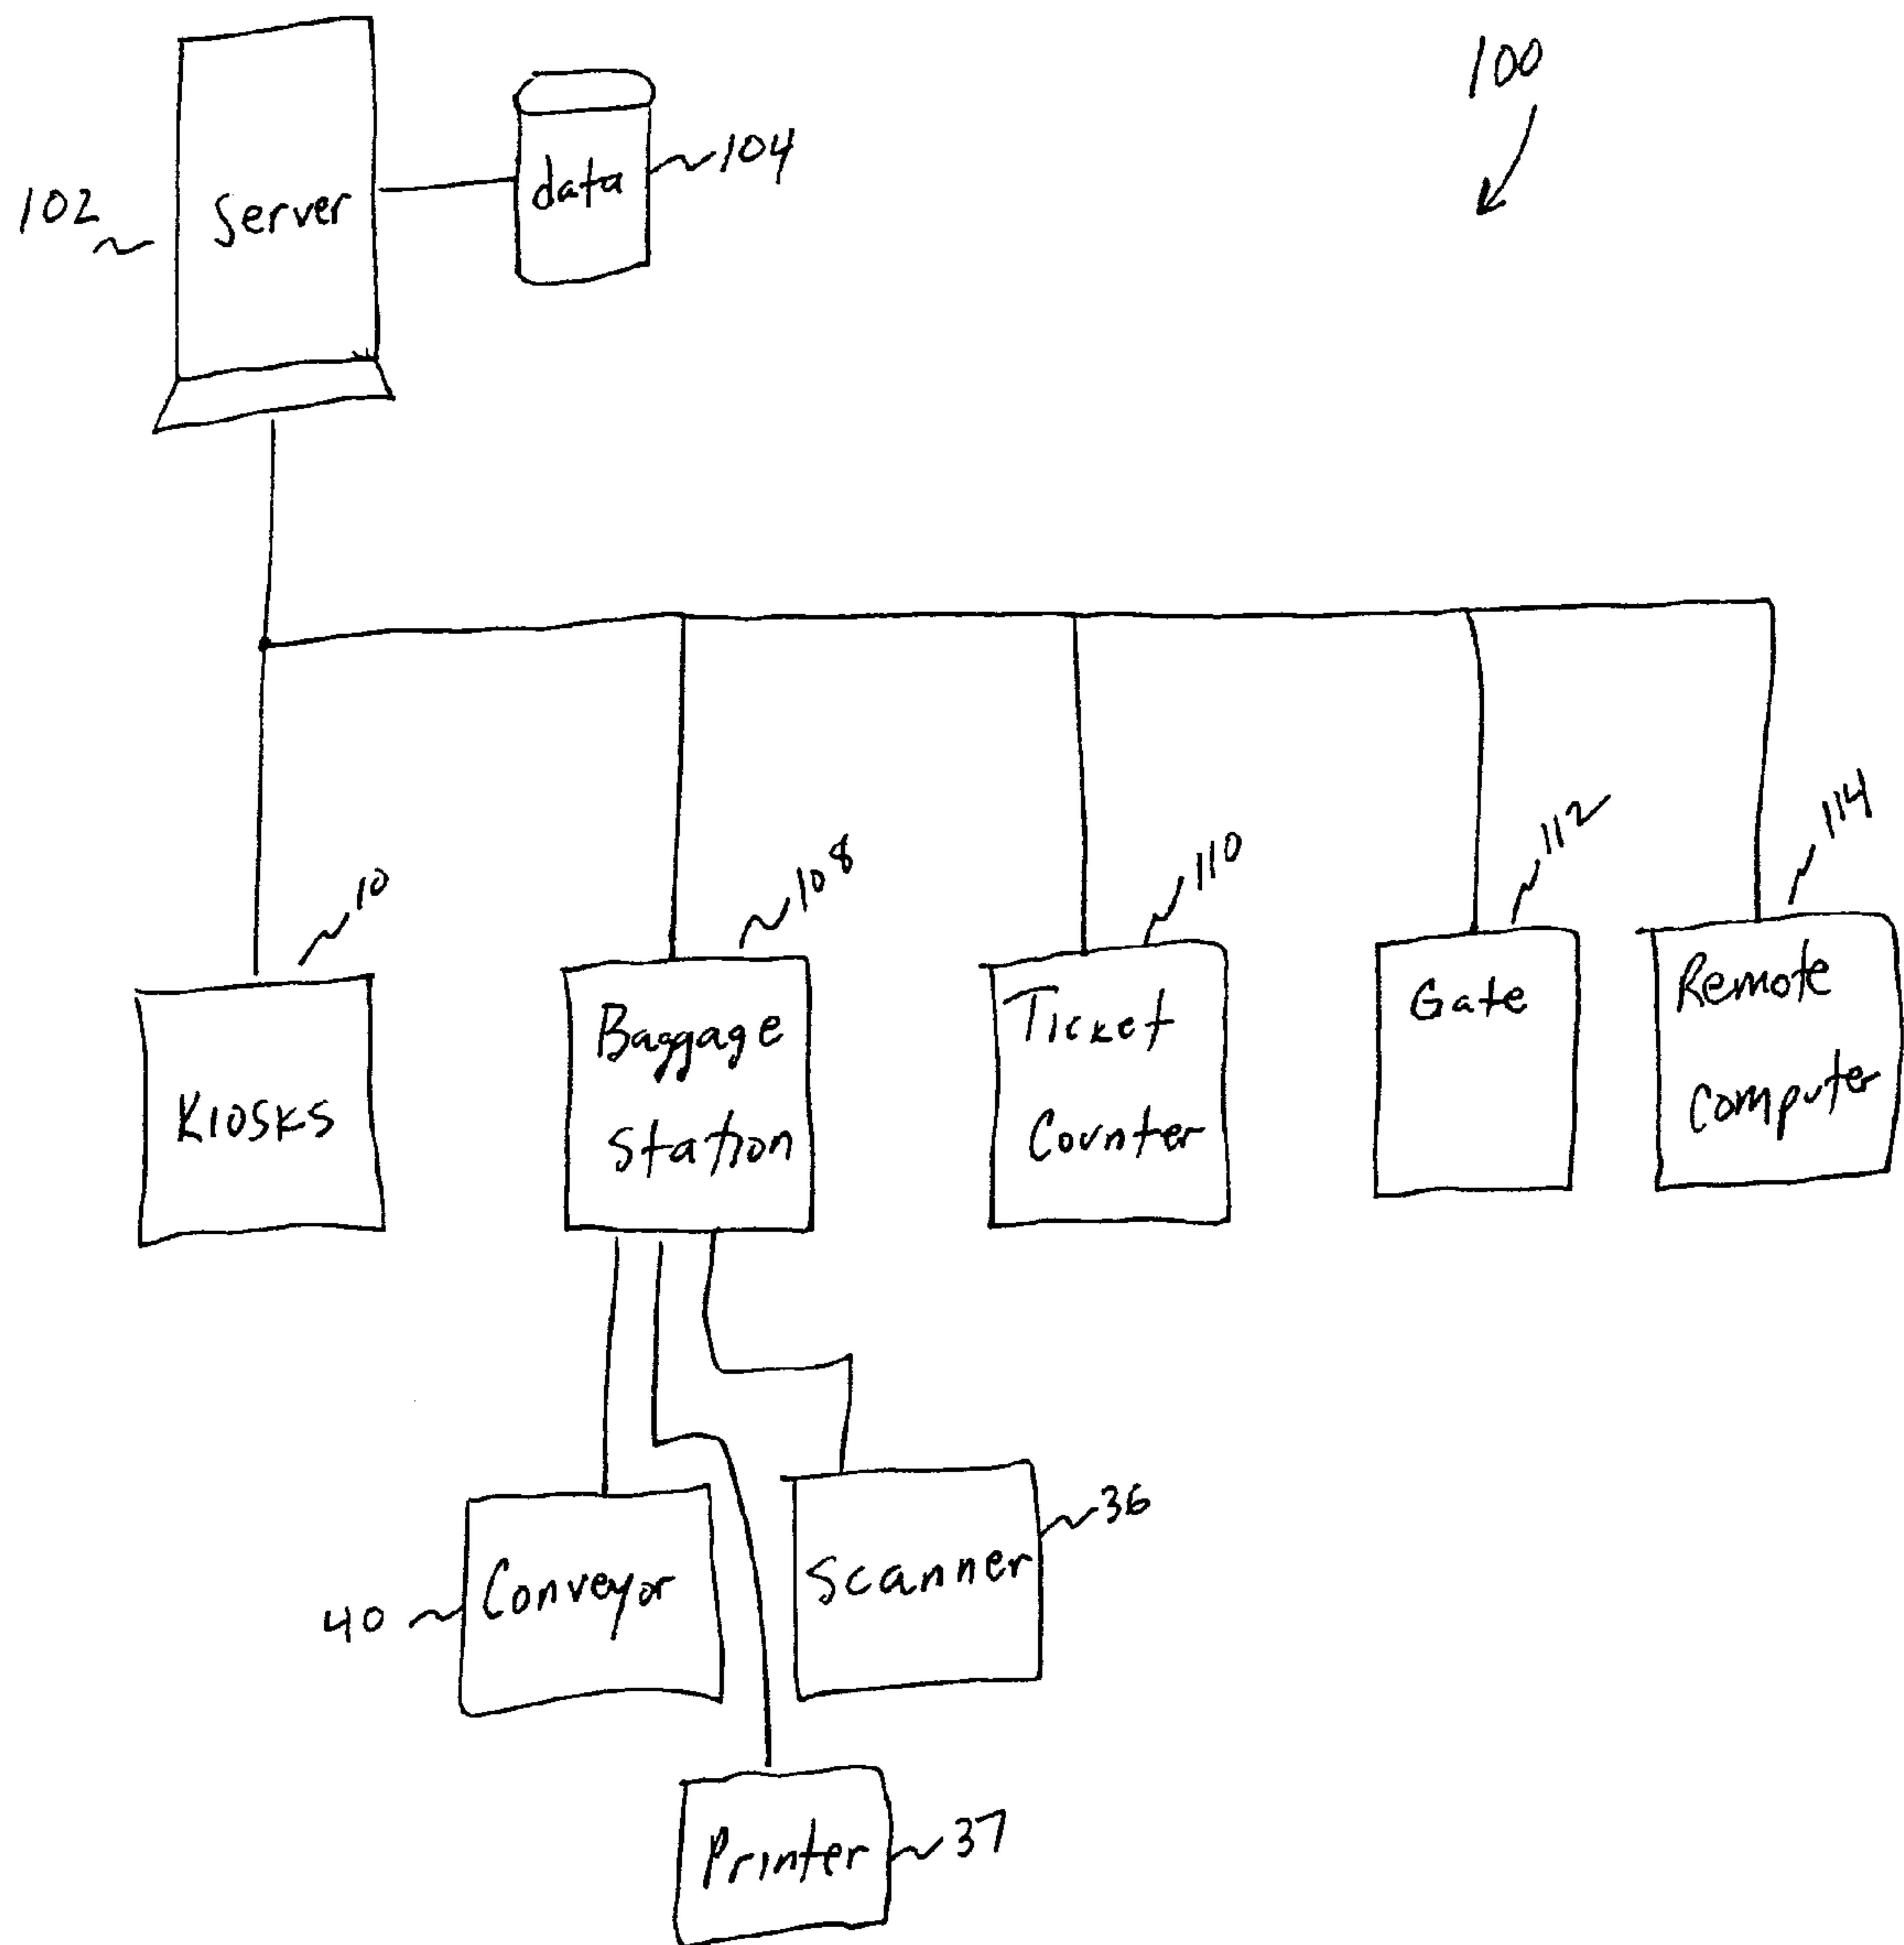 100
104
data
102
Server
10
108
110
112
114
Kiosks
Baggage
Station
Ticket
Counter
Gate
Remote
Computer
36
Scanner
40
Conveyor
37
Printer